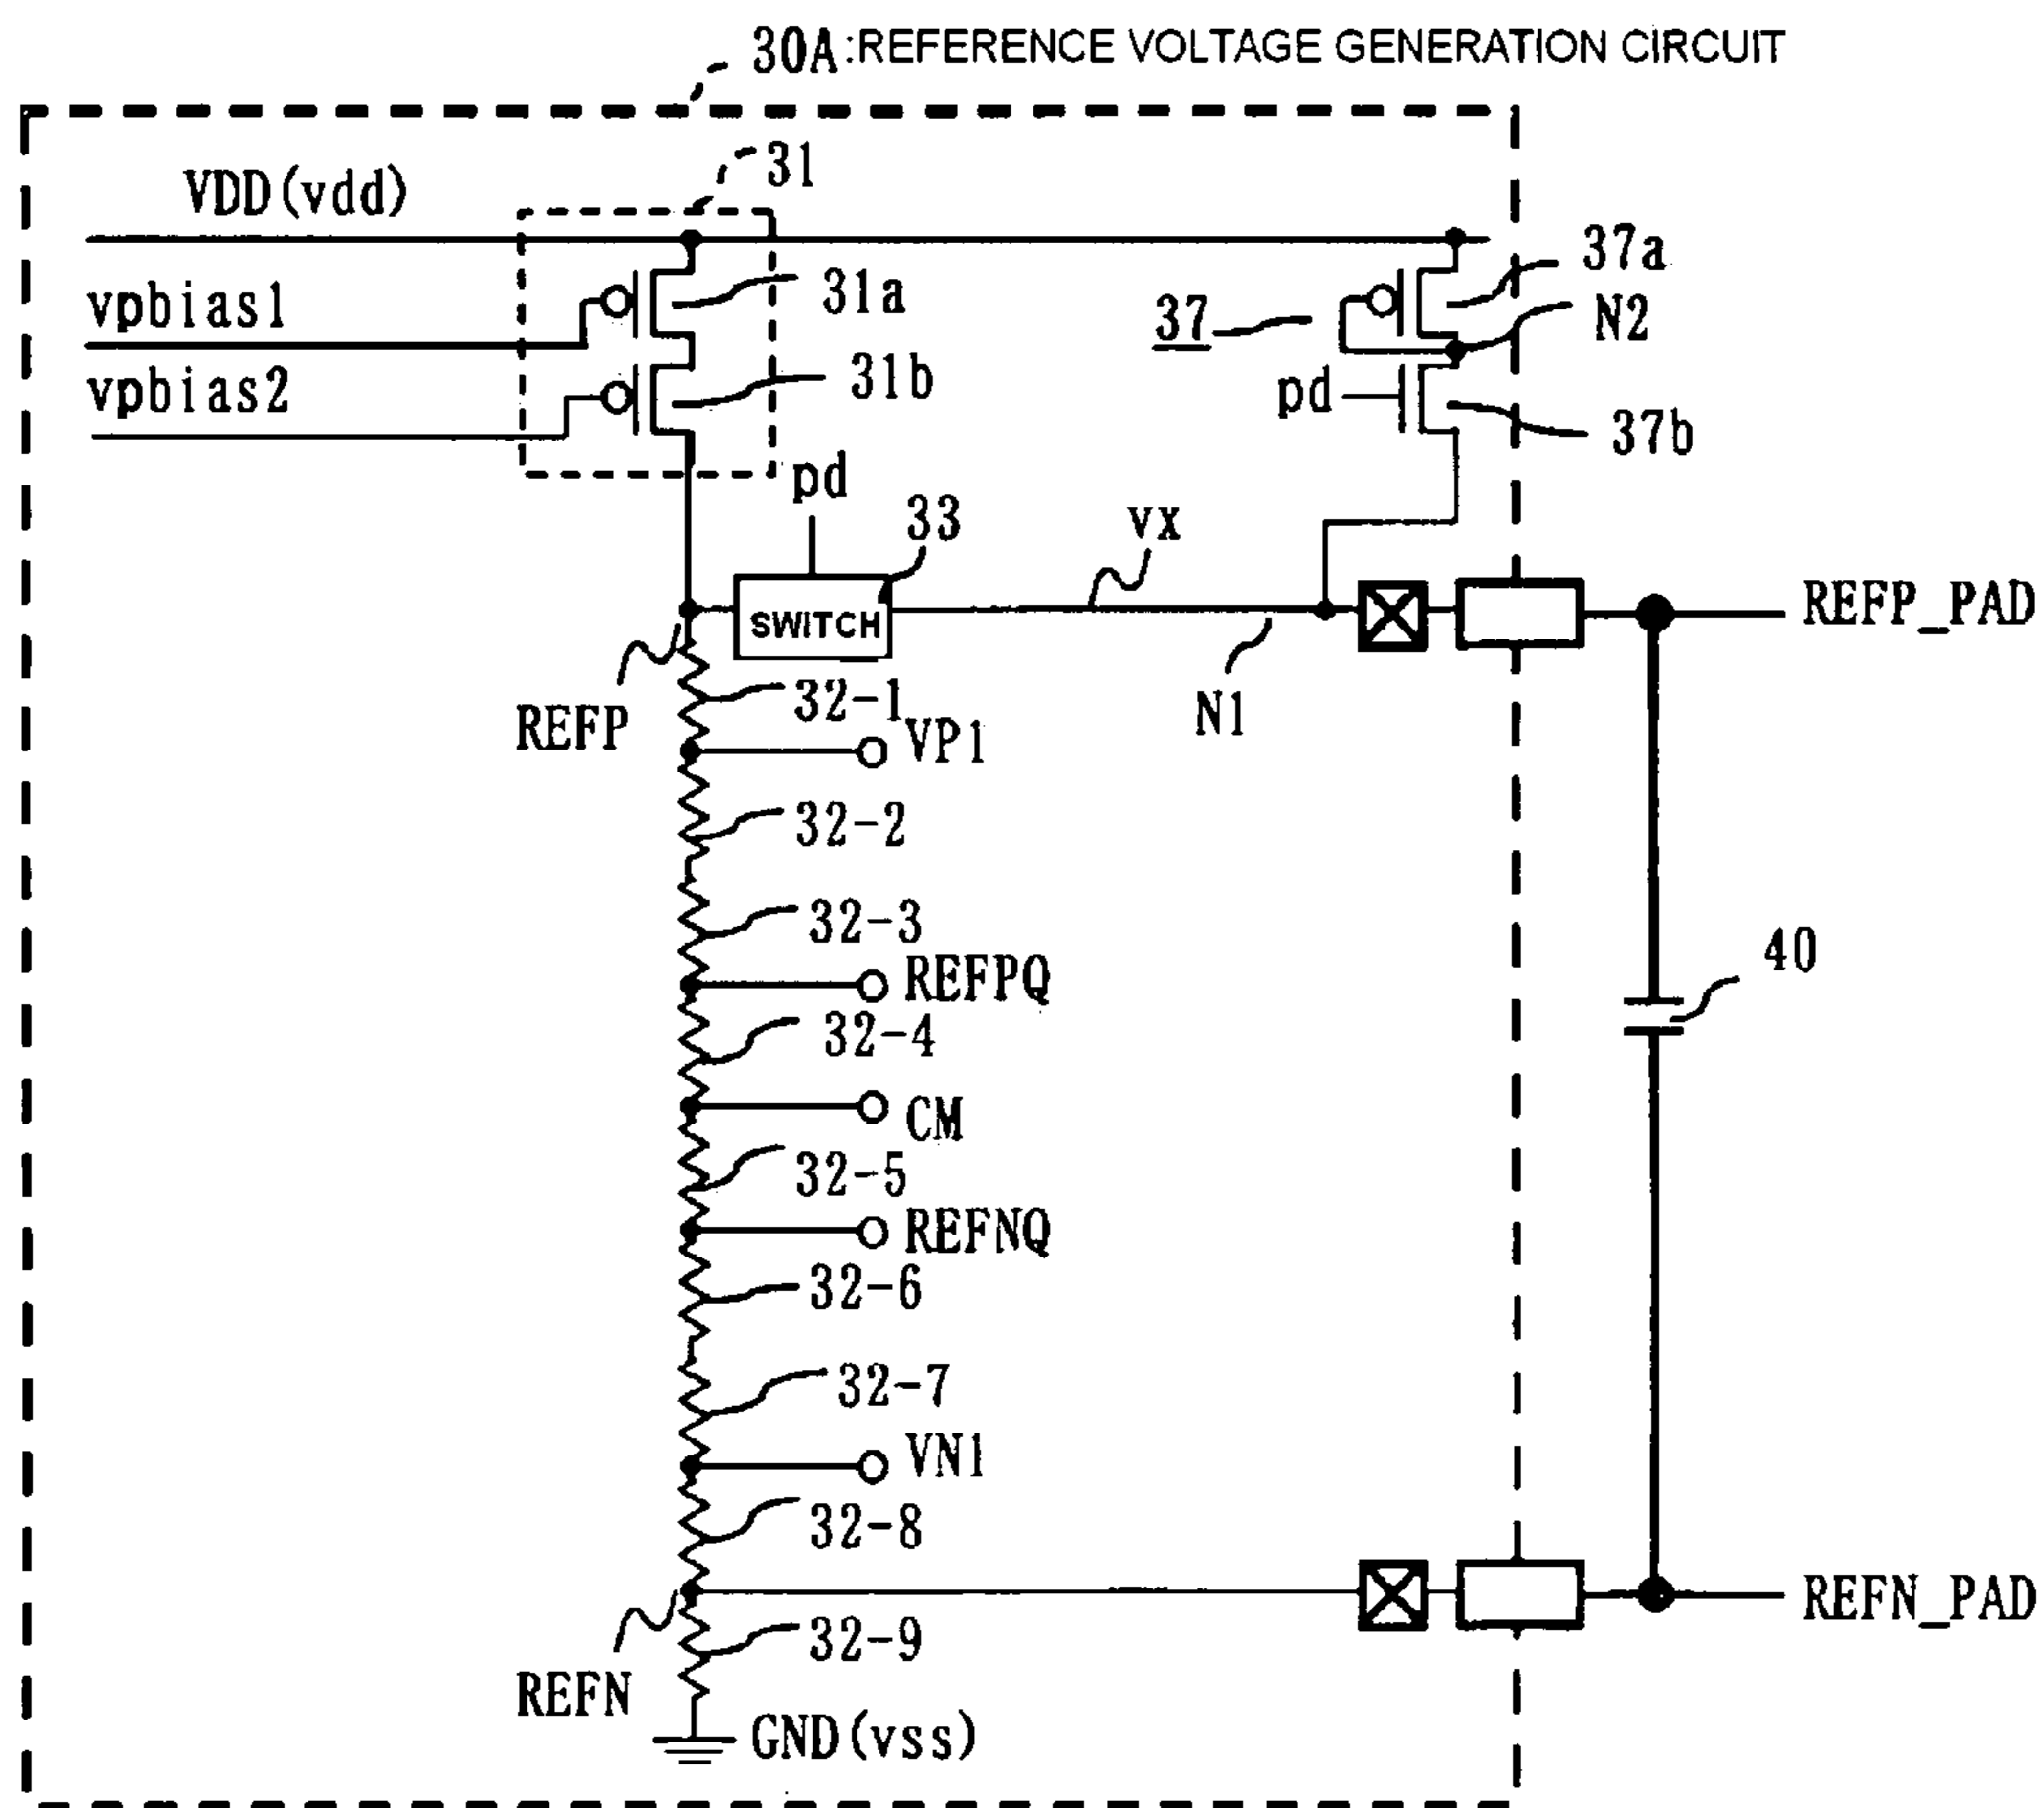 30A:REFERENCE VOLTAGE GENERATION CIRCUIT
31
VDD(vdd)
37a
vpbias1
31a
37
N2
vpbias2
31b
pd
37b
pd
33
vx
SWITCH
REFP_PAD
REFP
32-1
N1
VP1
32-2
32-3
40
REFPQ
32-4
CM
32-5
REFNQ
32-6
32-7
VN1
32-8
REFN_PAD
32-9
REFN
GND(vss)